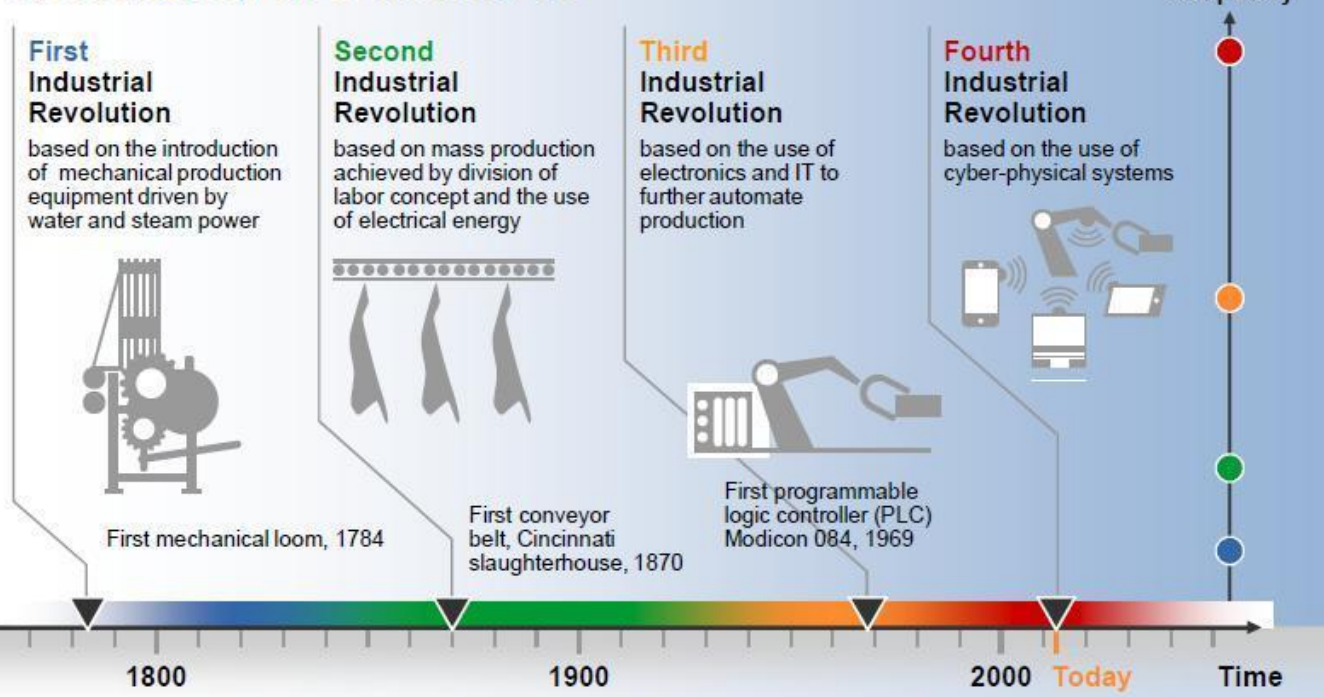 First
Industrial
Revolution
based on the introduction
of mechanical production
equipment driven by
water and steam power
First mechanical loom, 1784
Second
Industrial
Revolution
based on mass production
achieved by division of
labor concept and the use
of electrical energy
First conveyor
belt, Cincinnati
slaughterhouse, 1870
Third
Industrial
Revolution
based on the use of
electronics and IT to
further automate
production
First programmable
logic controller (PLC)
Modicon 084, 1969
Fourth
Industrial
Revolution
based on the use of
cyber-physical systems
1800
1900
2000
Today
Time